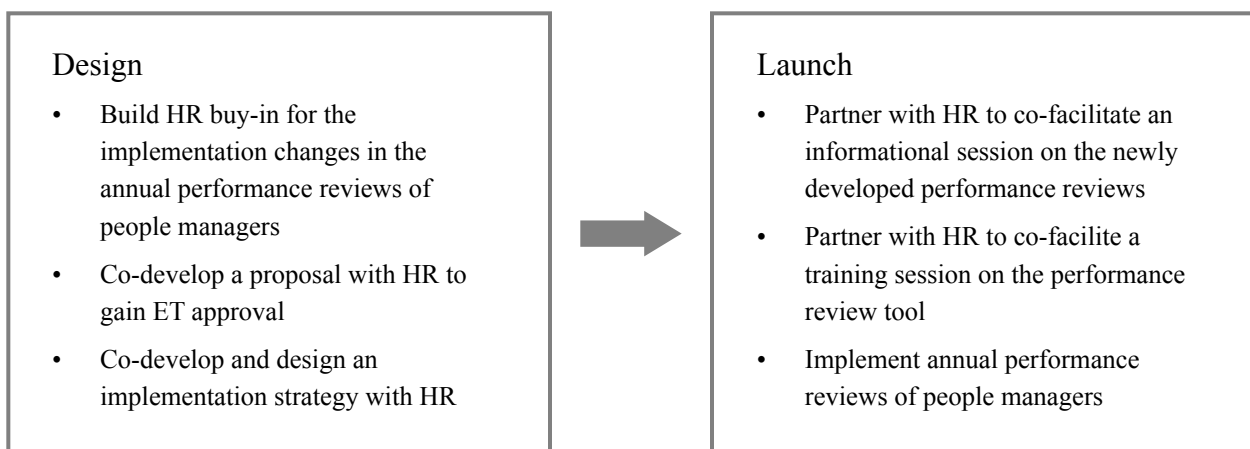 Design
• Build HR buy-in for the
implementation changes in the
annual performance reviews of
people managers
• Co-develop a proposal with HR to
gain ET approval
• Co-develop and design an
implementation strategy with HR
Launch
• Partner with HR to co-facilitate an
informational session on the newly
developed performance reviews
• Partner with HR to co-facilite a
training session on the performance
review tool
• Implement annual performance
reviews of people managers